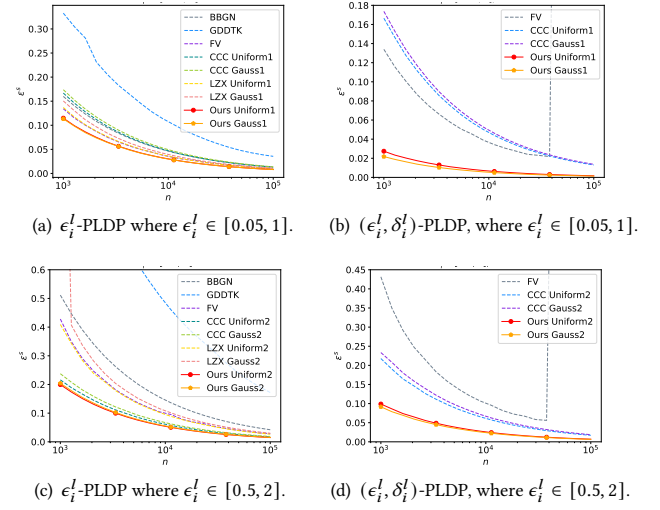 BBGN
GDDTK
FV
CCC Uniform1
CCC Gauss1
LZX Uniform1
LZX Gauss1
Ours Uniform1
Ours Gauss1
0.30
0.25
0.20
0.15
0.10
0.05
0.00
ε^s
10^3
10^4
10^5
n
(a) ϵ_i^l-PLDP where ϵ_i^l ∈ [0.05, 1].
FV
CCC Uniform1
CCC Gauss1
Ours Uniform1
Ours Gauss1
0.18
0.16
0.14
0.12
0.10
0.08
0.06
0.04
0.02
0.00
ε^s
10^3
10^4
10^5
n
(b) (ϵ_i^l, δ_i^l)-PLDP, where ϵ_i^l ∈ [0.05, 1].
BBGN
GDDTK
FV
CCC Uniform2
CCC Gauss2
LZX Uniform2
LZX Gauss2
Ours Uniform2
Ours Gauss2
0.6
0.5
0.4
0.3
0.2
0.1
0.0
ε^s
10^3
10^4
10^5
n
(c) ϵ_i^l-PLDP where ϵ_i^l ∈ [0.5, 2].
FV
CCC Uniform2
CCC Gauss2
Ours Uniform2
Ours Gauss2
0.45
0.40
0.35
0.30
0.25
0.20
0.15
0.10
0.05
0.00
ε^s
10^3
10^4
10^5
n
(d) (ϵ_i^l, δ_i^l)-PLDP, where ϵ_i^l ∈ [0.5, 2].